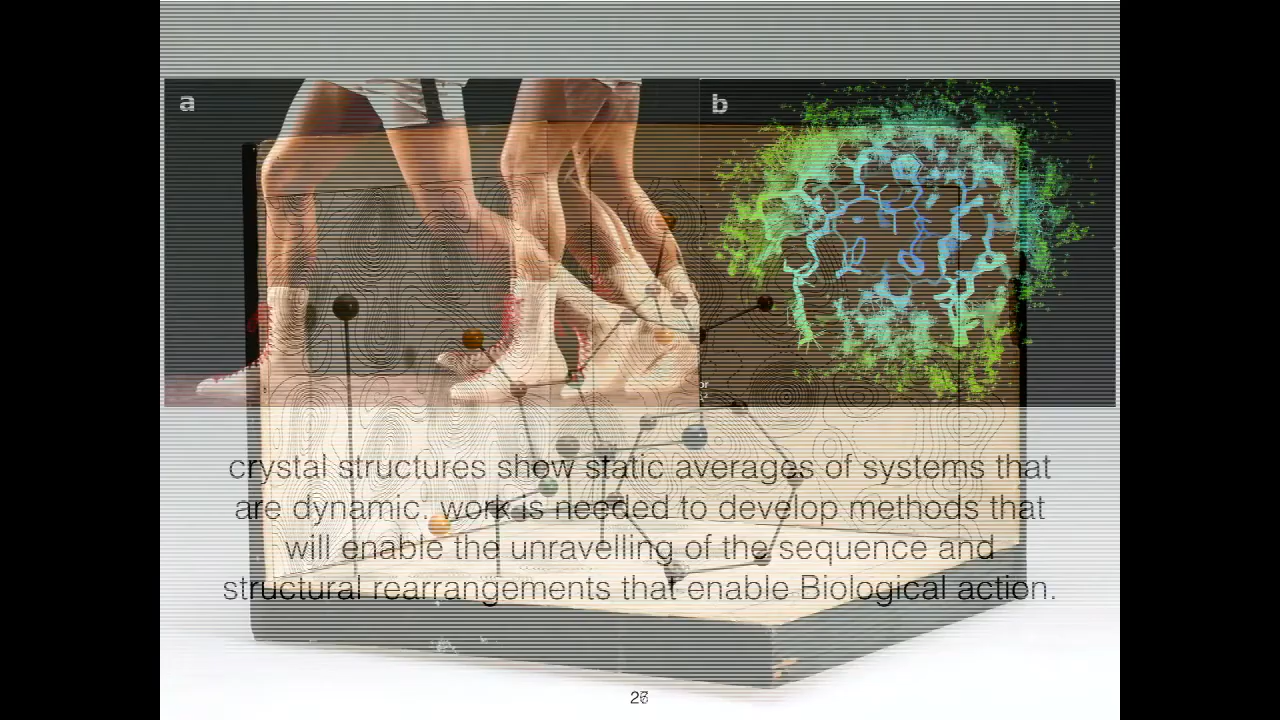 a
b
crystal structures show static averages of systems that
are dynamic. work is needed to develop methods that
will enable the unravelling of the sequence and
structural rearrangements that enable Biological action.